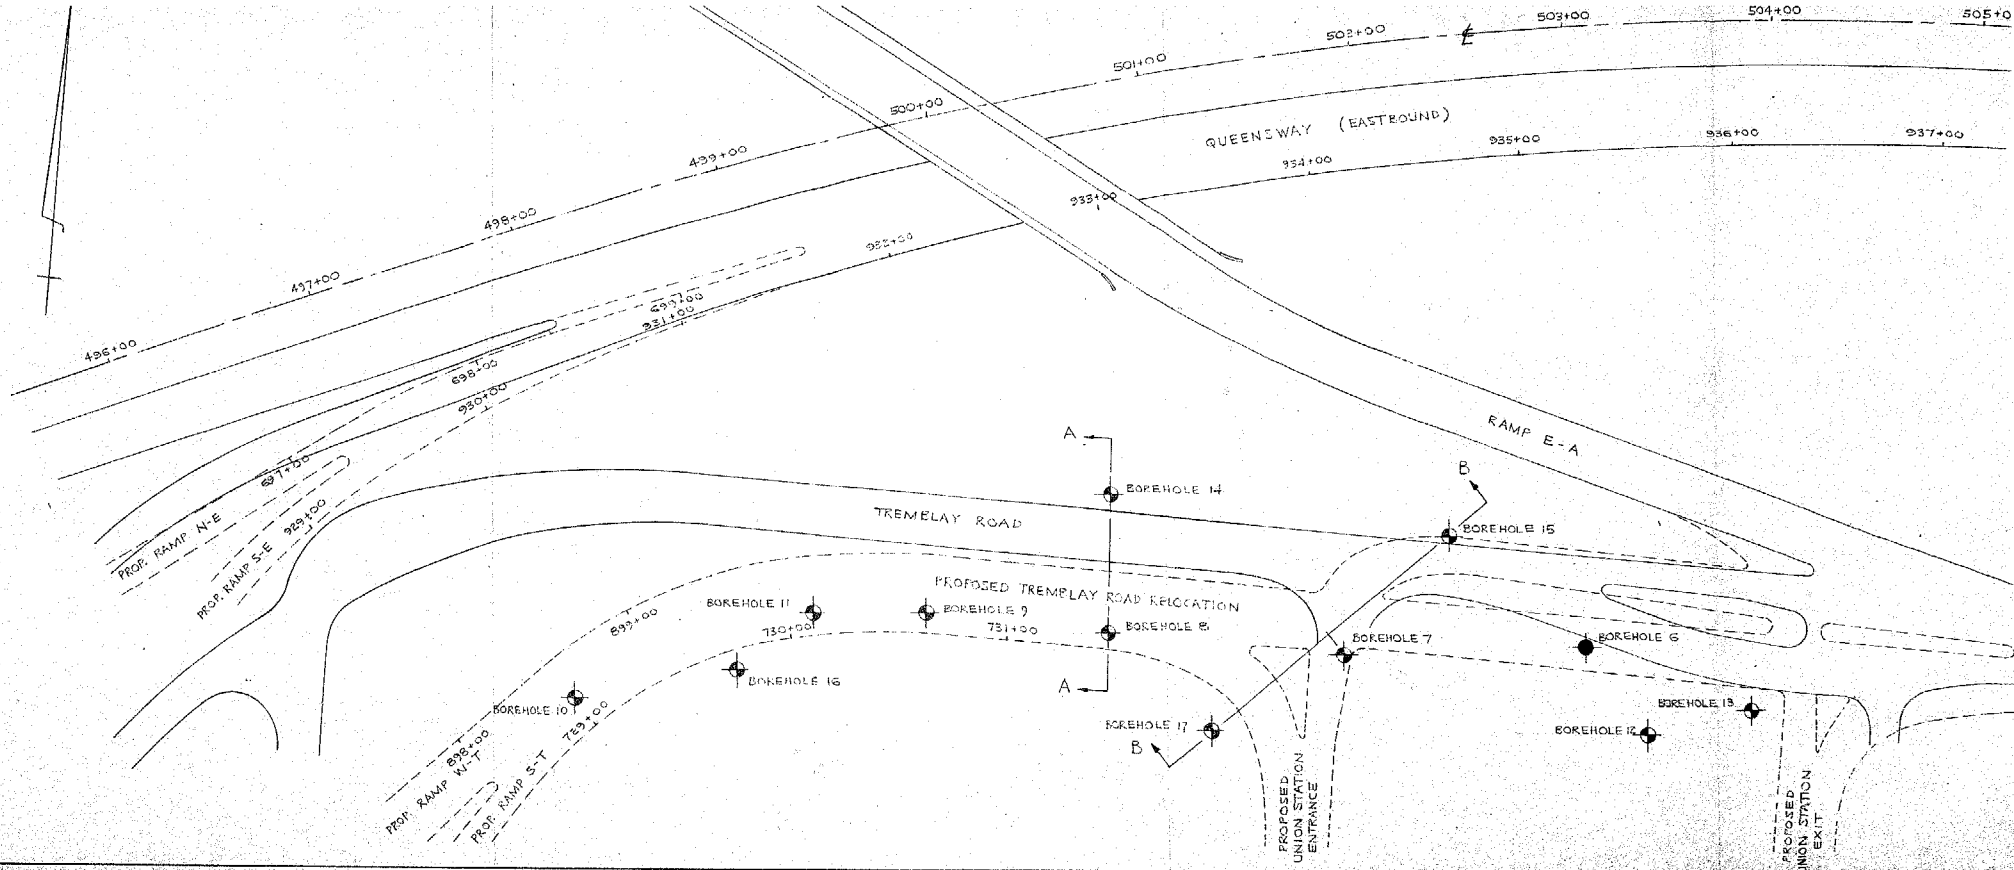 503+00
504+00
505+0
502+00
℄
501+00
500+00
QUEENSWAY (EASTBOUND)
499+00
934+00
935+00
936+00
937+00
498+00
933+00
932+00
497+00
699+00
931+00
496+00
698+00
930+00
697+00
929+00
PROP. RAMP N-E
PROP. RAMP S-E
RAMP E-A
A
B
BOREHOLE 14
TREMLAY ROAD
BOREHOLE 15
PROPOSED TREMBLAY ROAD RELOCATION
BOREHOLE 11
BOREHOLE 9
BOREHOLE 8
899+00
730+00
731+00
BOREHOLE 7
BOREHOLE 6
BOREHOLE 16
A
BOREHOLE 10
BOREHOLE 13
BOREHOLE 17
BOREHOLE 12
B
898+00
729+00
PROP. RAMP W-T
PROP. RAMP S-T
PROPOSED
UNION STATION
ENTRANCE
PROPOSED
UNION STATION
EXIT